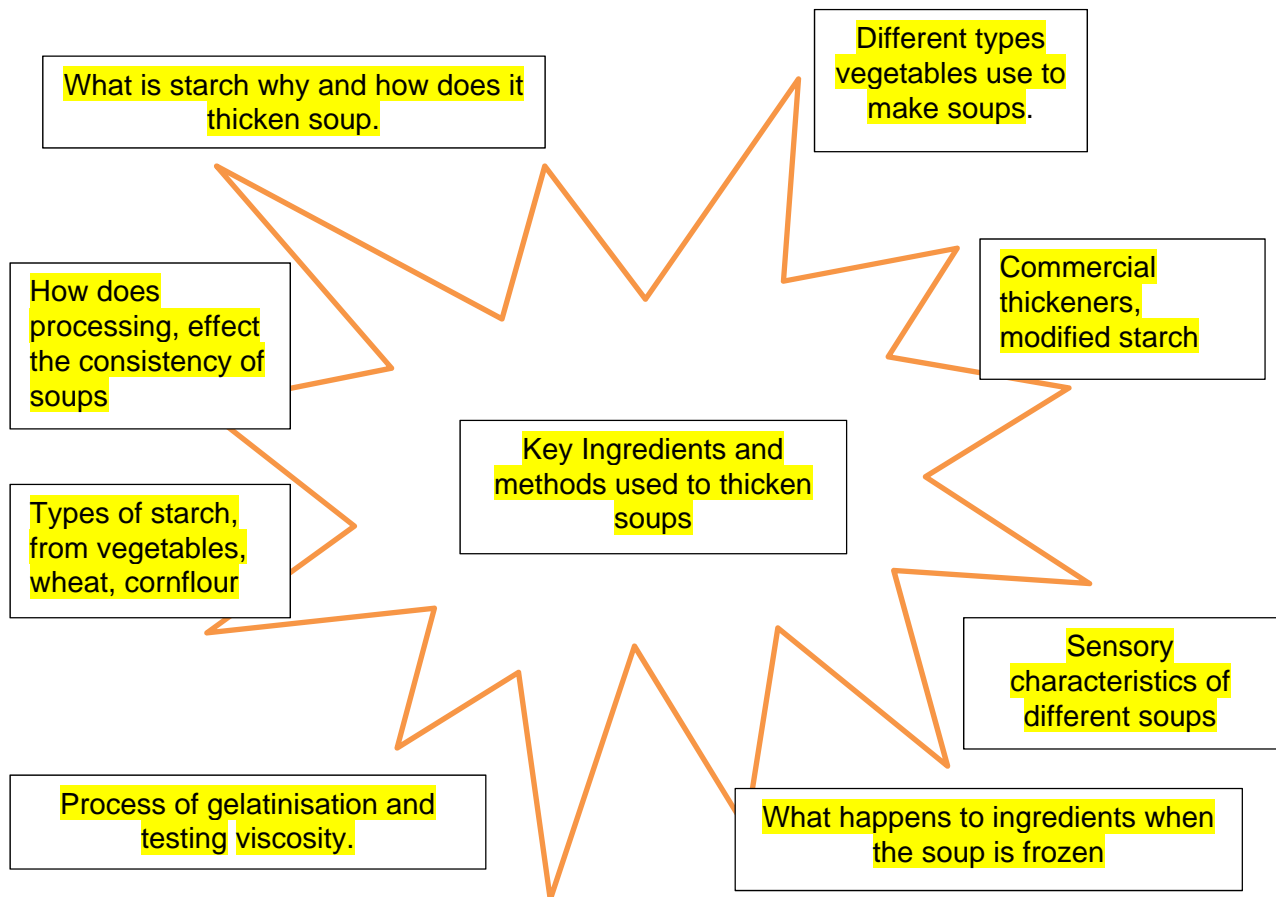 What is starch why and how does it
thicken soup.
Different types
vegetables use to
make soups.
How does
processing, effect
the consistency of
soups
Commercial
thickeners,
modified starch
Key Ingredients and
methods used to thicken
soups
Types of starch,
from vegetables,
wheat, cornflour
Sensory
characteristics of
different soups
Process of gelatinisation and
testing viscosity.
What happens to ingredients when
the soup is frozen